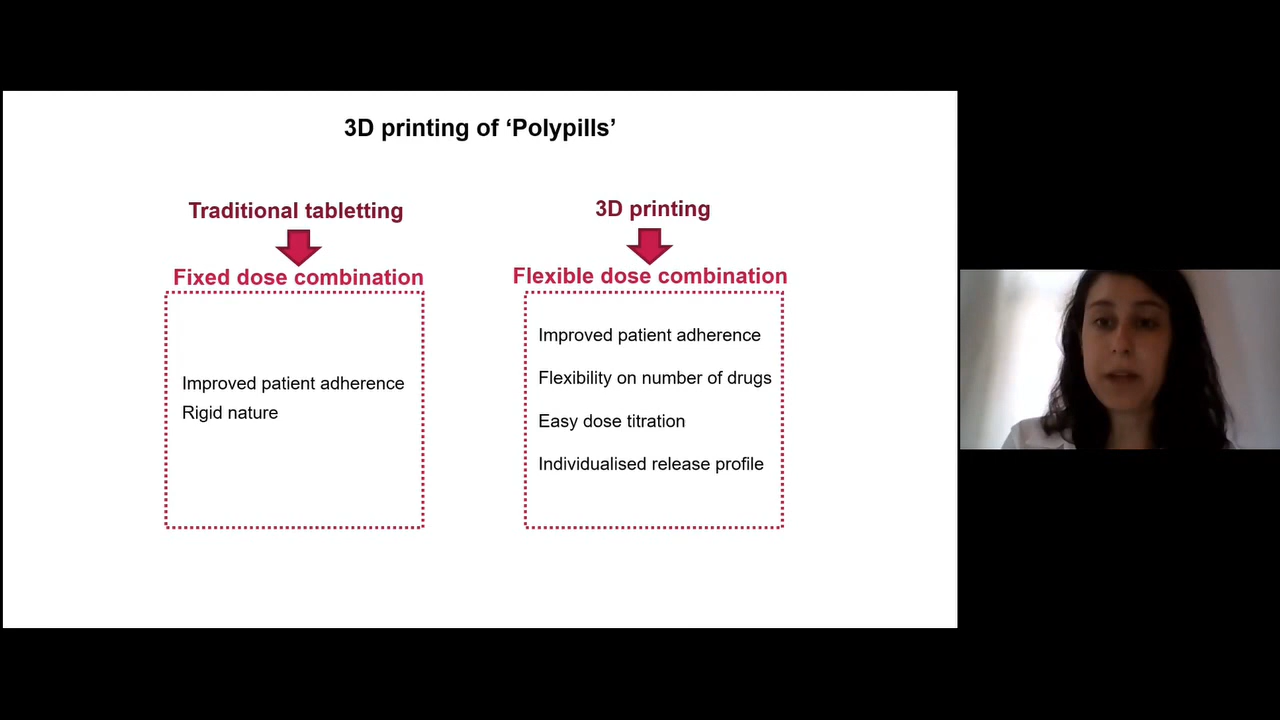 3D printing of ‘Polypills’
Traditional tabletting
Fixed dose combination
Improved patient adherence
Rigid nature
3D printing
Flexible dose combination
Improved patient adherence
Flexibility on number of drugs
Easy dose titration
Individualised release profile